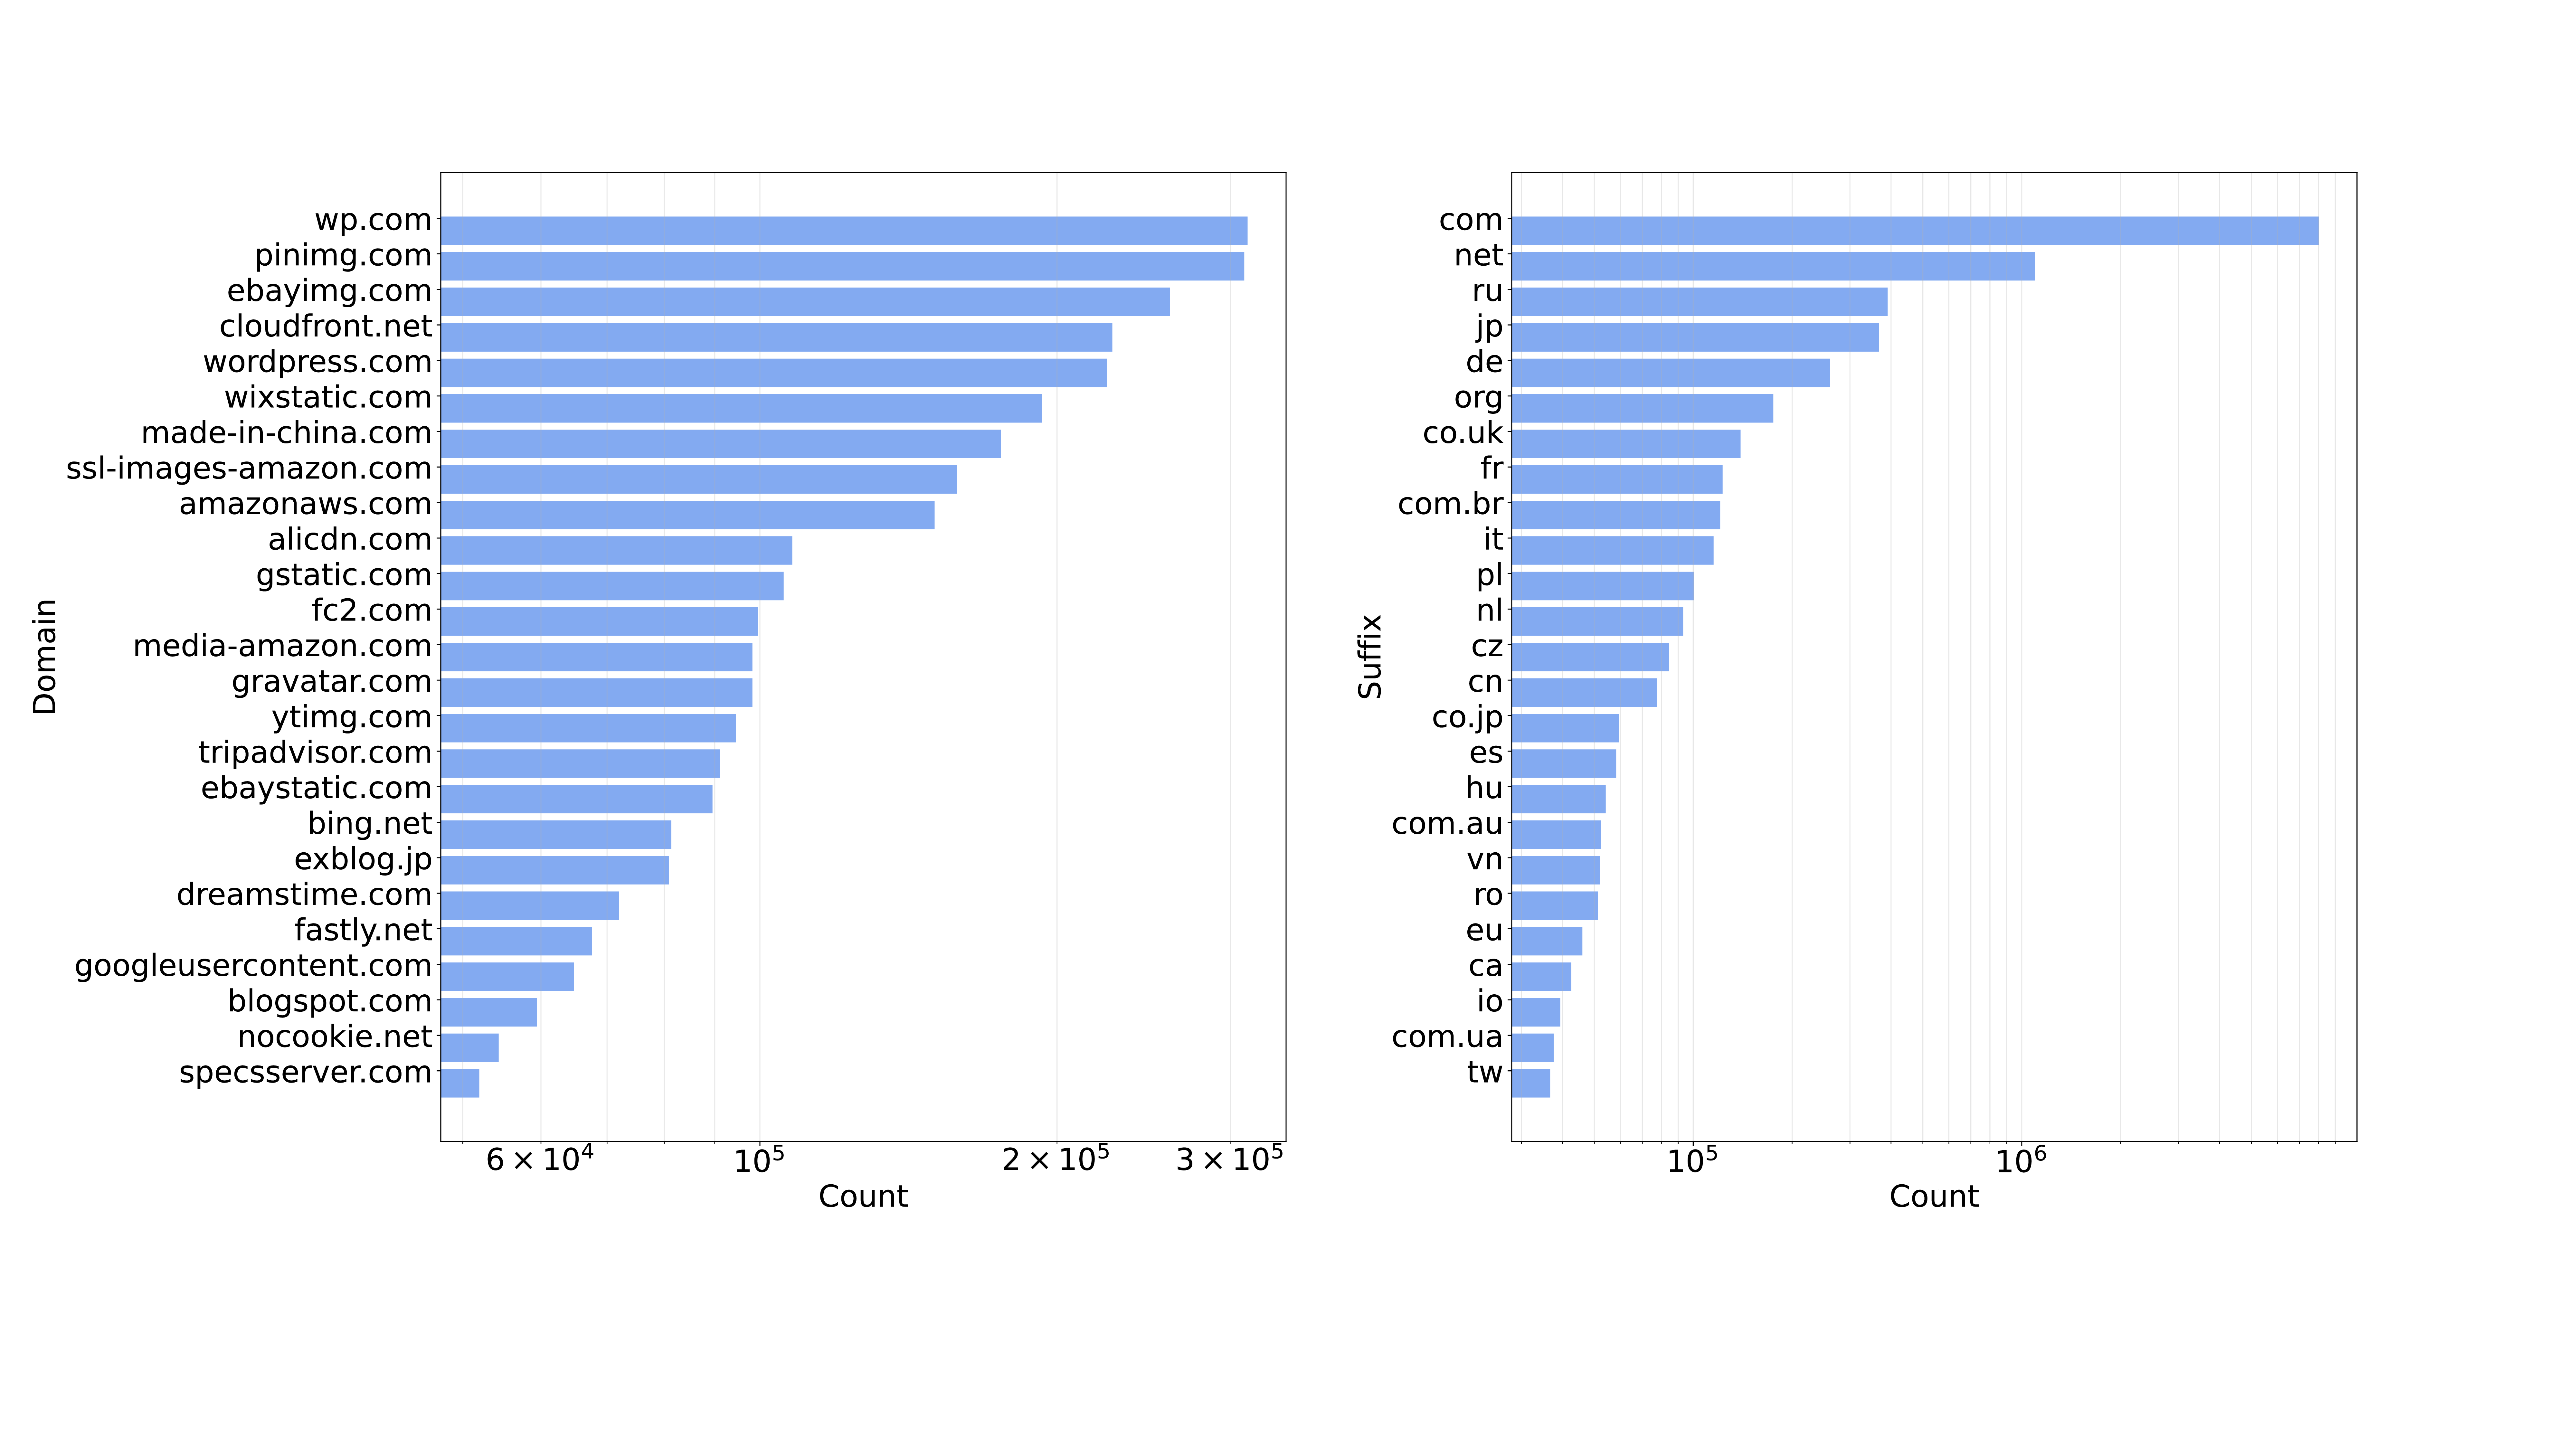 Domain
wp.com
pinimg.com
ebayimg.com
cloudfront.net
wordpress.com
wixstatic.com
made-in-china.com
ssl-images-amazon.com
amazonaws.com
alicdn.com
gstatic.com
fc2.com
media-amazon.com
gravatar.com
ytimg.com
tripadvisor.com
ebaystatic.com
bing.net
exblog.jp
dreamstime.com
fastly.net
googleusercontent.com
blogspot.com
nocookie.net
specsserver.com
6 × 10⁴ 10⁵ 2 × 10⁵ 3 × 10⁵
Count
Suffix
com
net
ru
jp
de
org
co.uk
fr
com.br
it
pl
nl
cz
cn
co.jp
es
hu
com.au
vn
ro
eu
ca
io
com.ua
tw
10⁵ 10⁶
Count